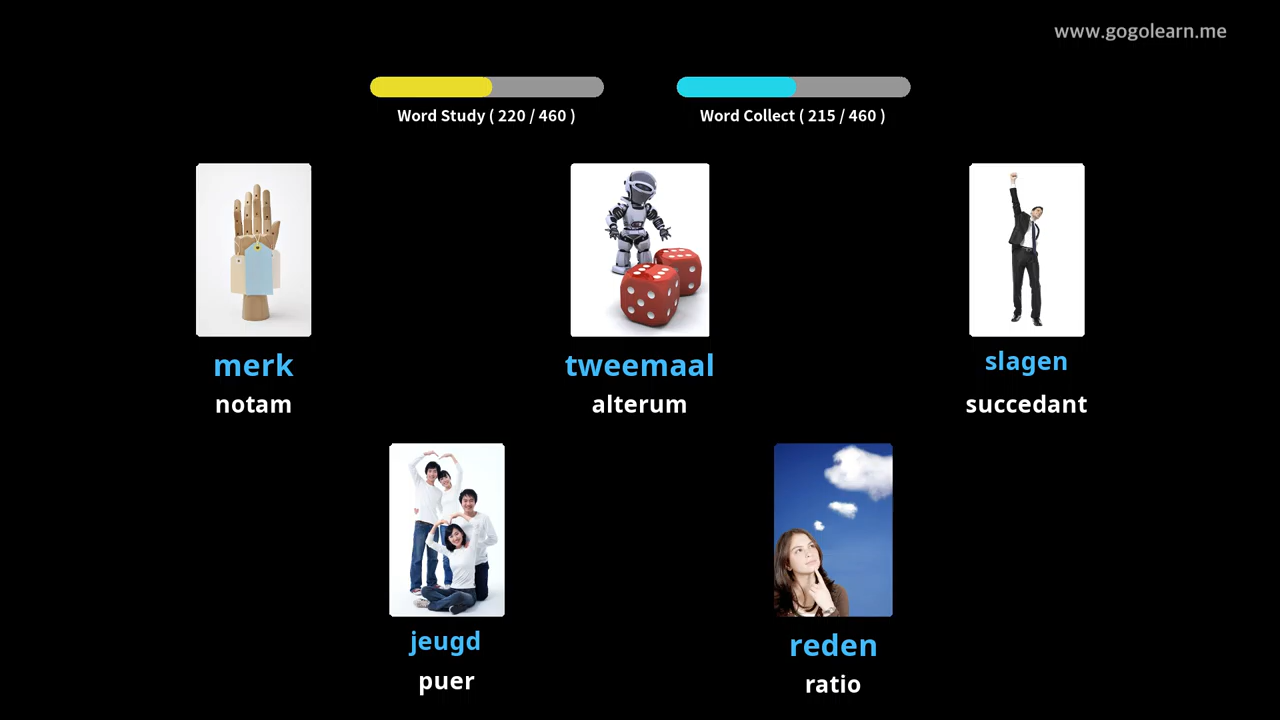 www.gogolearn.me
Word Study ( 220 / 460 )
Word Collect ( 215 / 460 )
merk
notam
tweemaal
alterum
slagen
succedant
jeugd
puer
reden
ratio